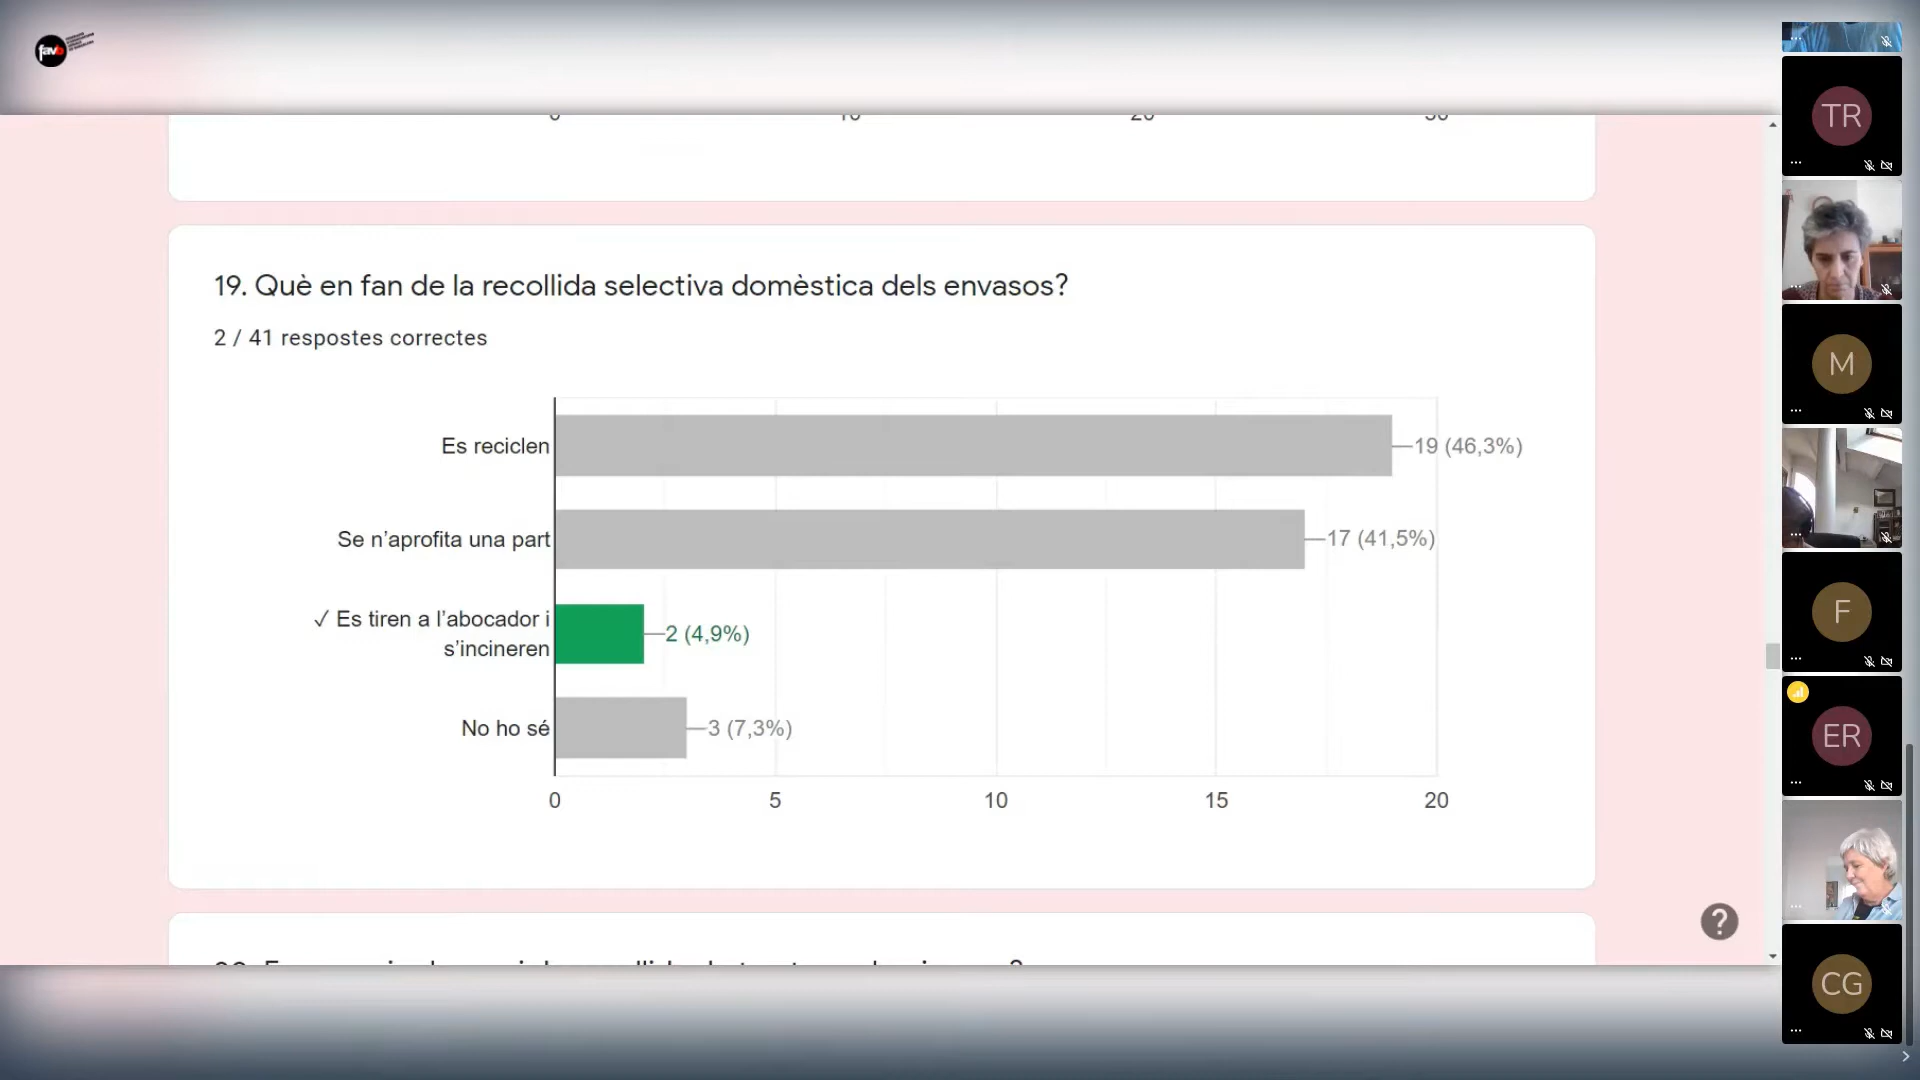 favb
19. Què en fan de la recollida selectiva domèstica dels envasos?
2 / 41 respostes correctes
Es reciclen
19 (46,3%)
Se n’aprofita una part
17 (41,5%)
✓ Es tiren a l’abocador i
s’incineren
2 (4,9%)
No ho sé
3 (7,3%)
0 5 10 15 20
?
TR
M
F
ER
CG